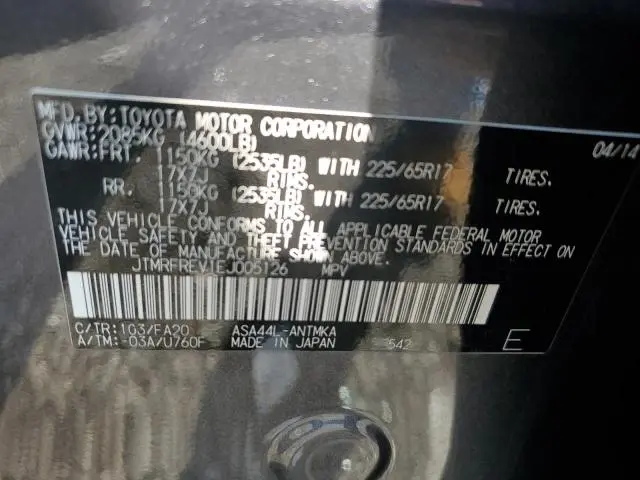 MFD.BY:TOYOTA MOTOR CORPORATION 04/14
GVWR:2085KG (4600LB)
GAWR:FRT. 1150KG (2535LB) WITH 225/65R17 TIRES.
17X7J RIMS.
RR. 1150KG (2535LB) WITH 225/65R17 TIRES.
17X7J RIMS.
THIS VEHICLE CONFORMS TO ALL APPLICABLE FEDERAL MOTOR
VEHICLE SAFETY AND THEFT PREVENTION STANDARDS IN EFFECT ON
THE DATE OF MANUFACTURE SHOWN ABOVE.
JTMRFREV1EJ005126 MPV
C/TR:1G3/FA20 ASA44L-ANTMKA
A/TM:-03A/U760F MADE IN JAPAN 542 E